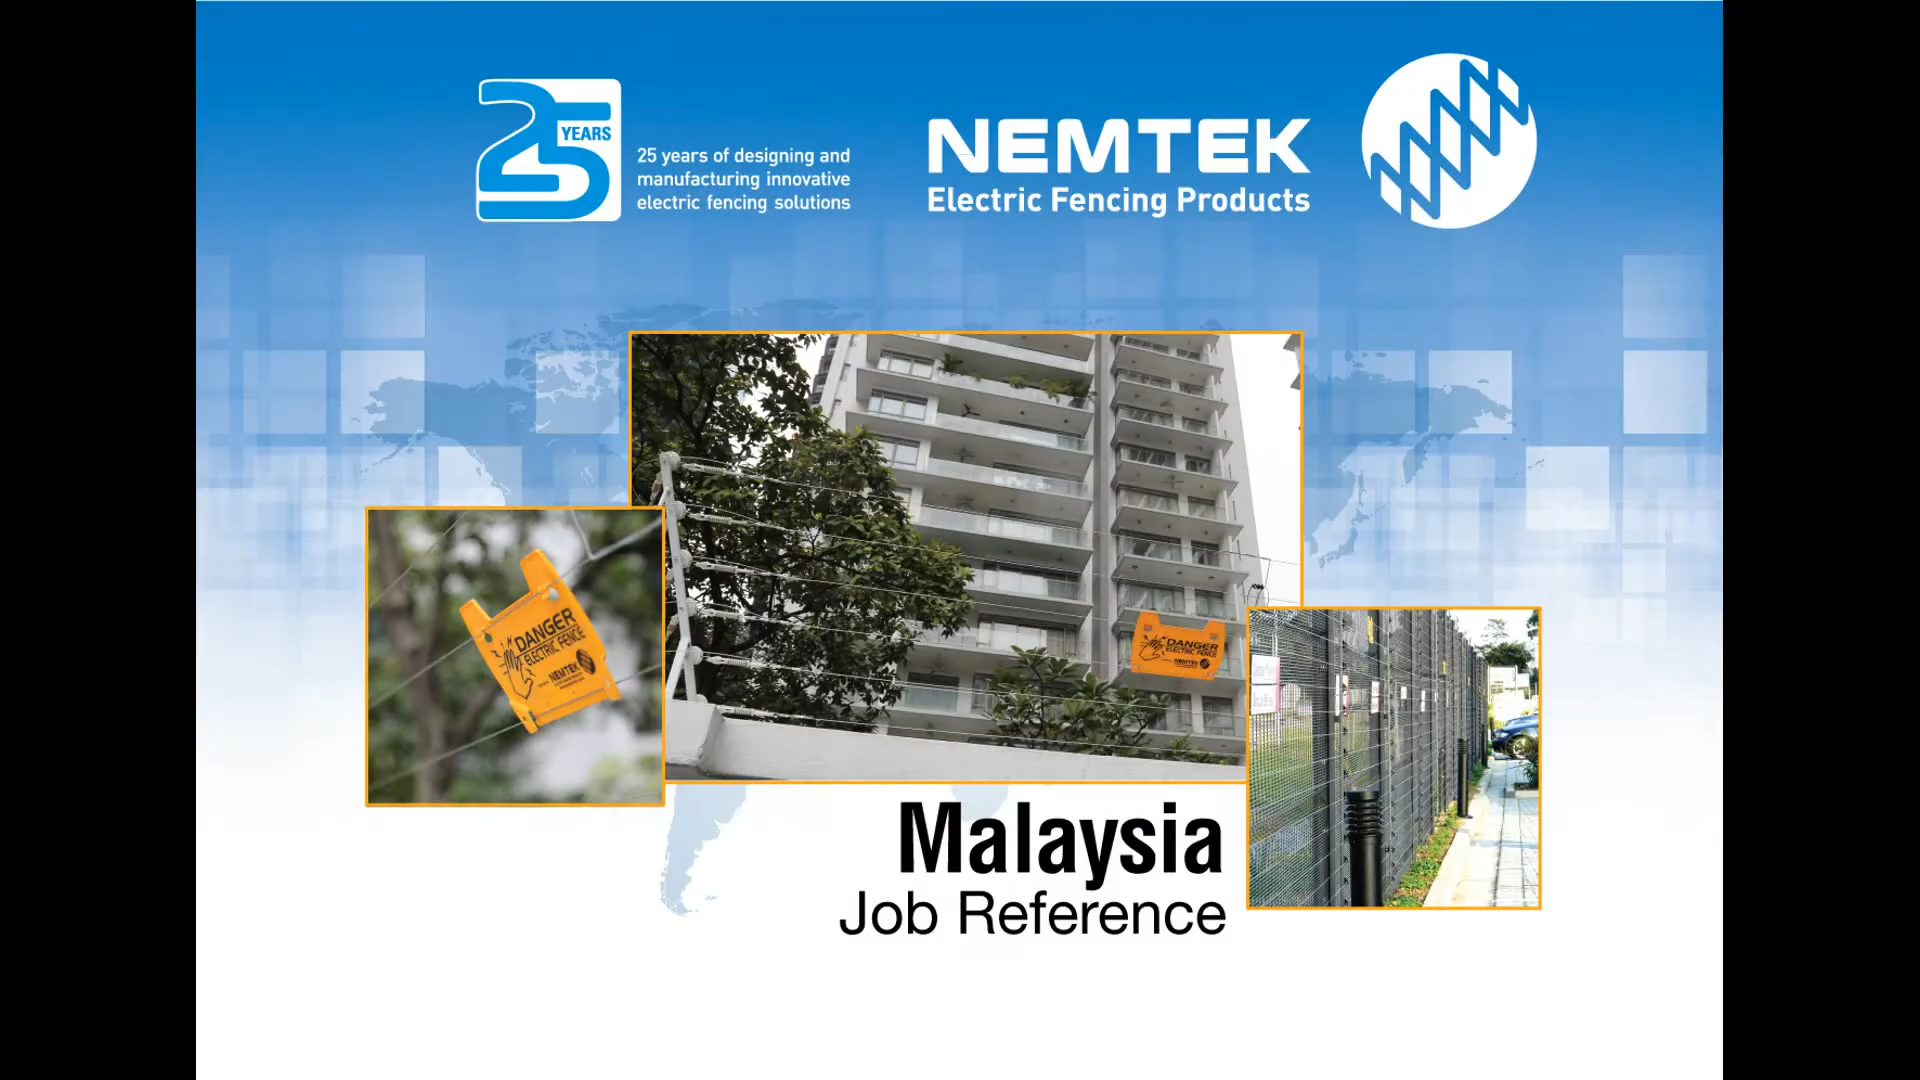 25
YEARS
25 years of designing and
manufacturing innovative
electric fencing solutions
NEMTEK
Electric Fencing Products
DANGER
ELECTRIC FENCE
NEMTEK
DANGER
ELECTRIC FENCE
NEMTEK
Malaysia
Job Reference